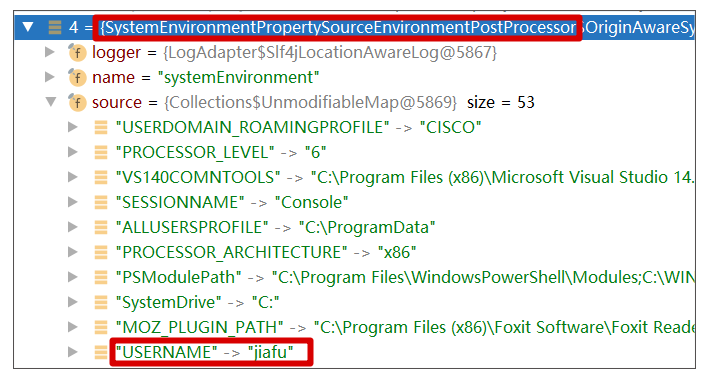 4 = {SystemEnvironmentPropertySourceEnvironmentPostProcessor$OriginAwareSy
logger = {LogAdapter$Slf4jLocationAwareLog@5867}
name = "systemEnvironment"
source = {Collections$UnmodifiableMap@5869} size = 53
"USERDOMAIN_ROAMINGPROFILE" -> "CISCO"
"PROCESSOR_LEVEL" -> "6"
"VS140COMNTOOLS" -> "C:\Program Files (x86)\Microsoft Visual Studio 14.
"SESSIONNAME" -> "Console"
"ALLUSERSPROFILE" -> "C:\ProgramData"
"PROCESSOR_ARCHITECTURE" -> "x86"
"PSModulePath" -> "C:\Program Files\WindowsPowerShell\Modules;C:\WIN
"SystemDrive" -> "C:"
"MOZ_PLUGIN_PATH" -> "C:\Program Files (x86)\Foxit Software\Foxit Reade
"USERNAME" -> "jiafu"